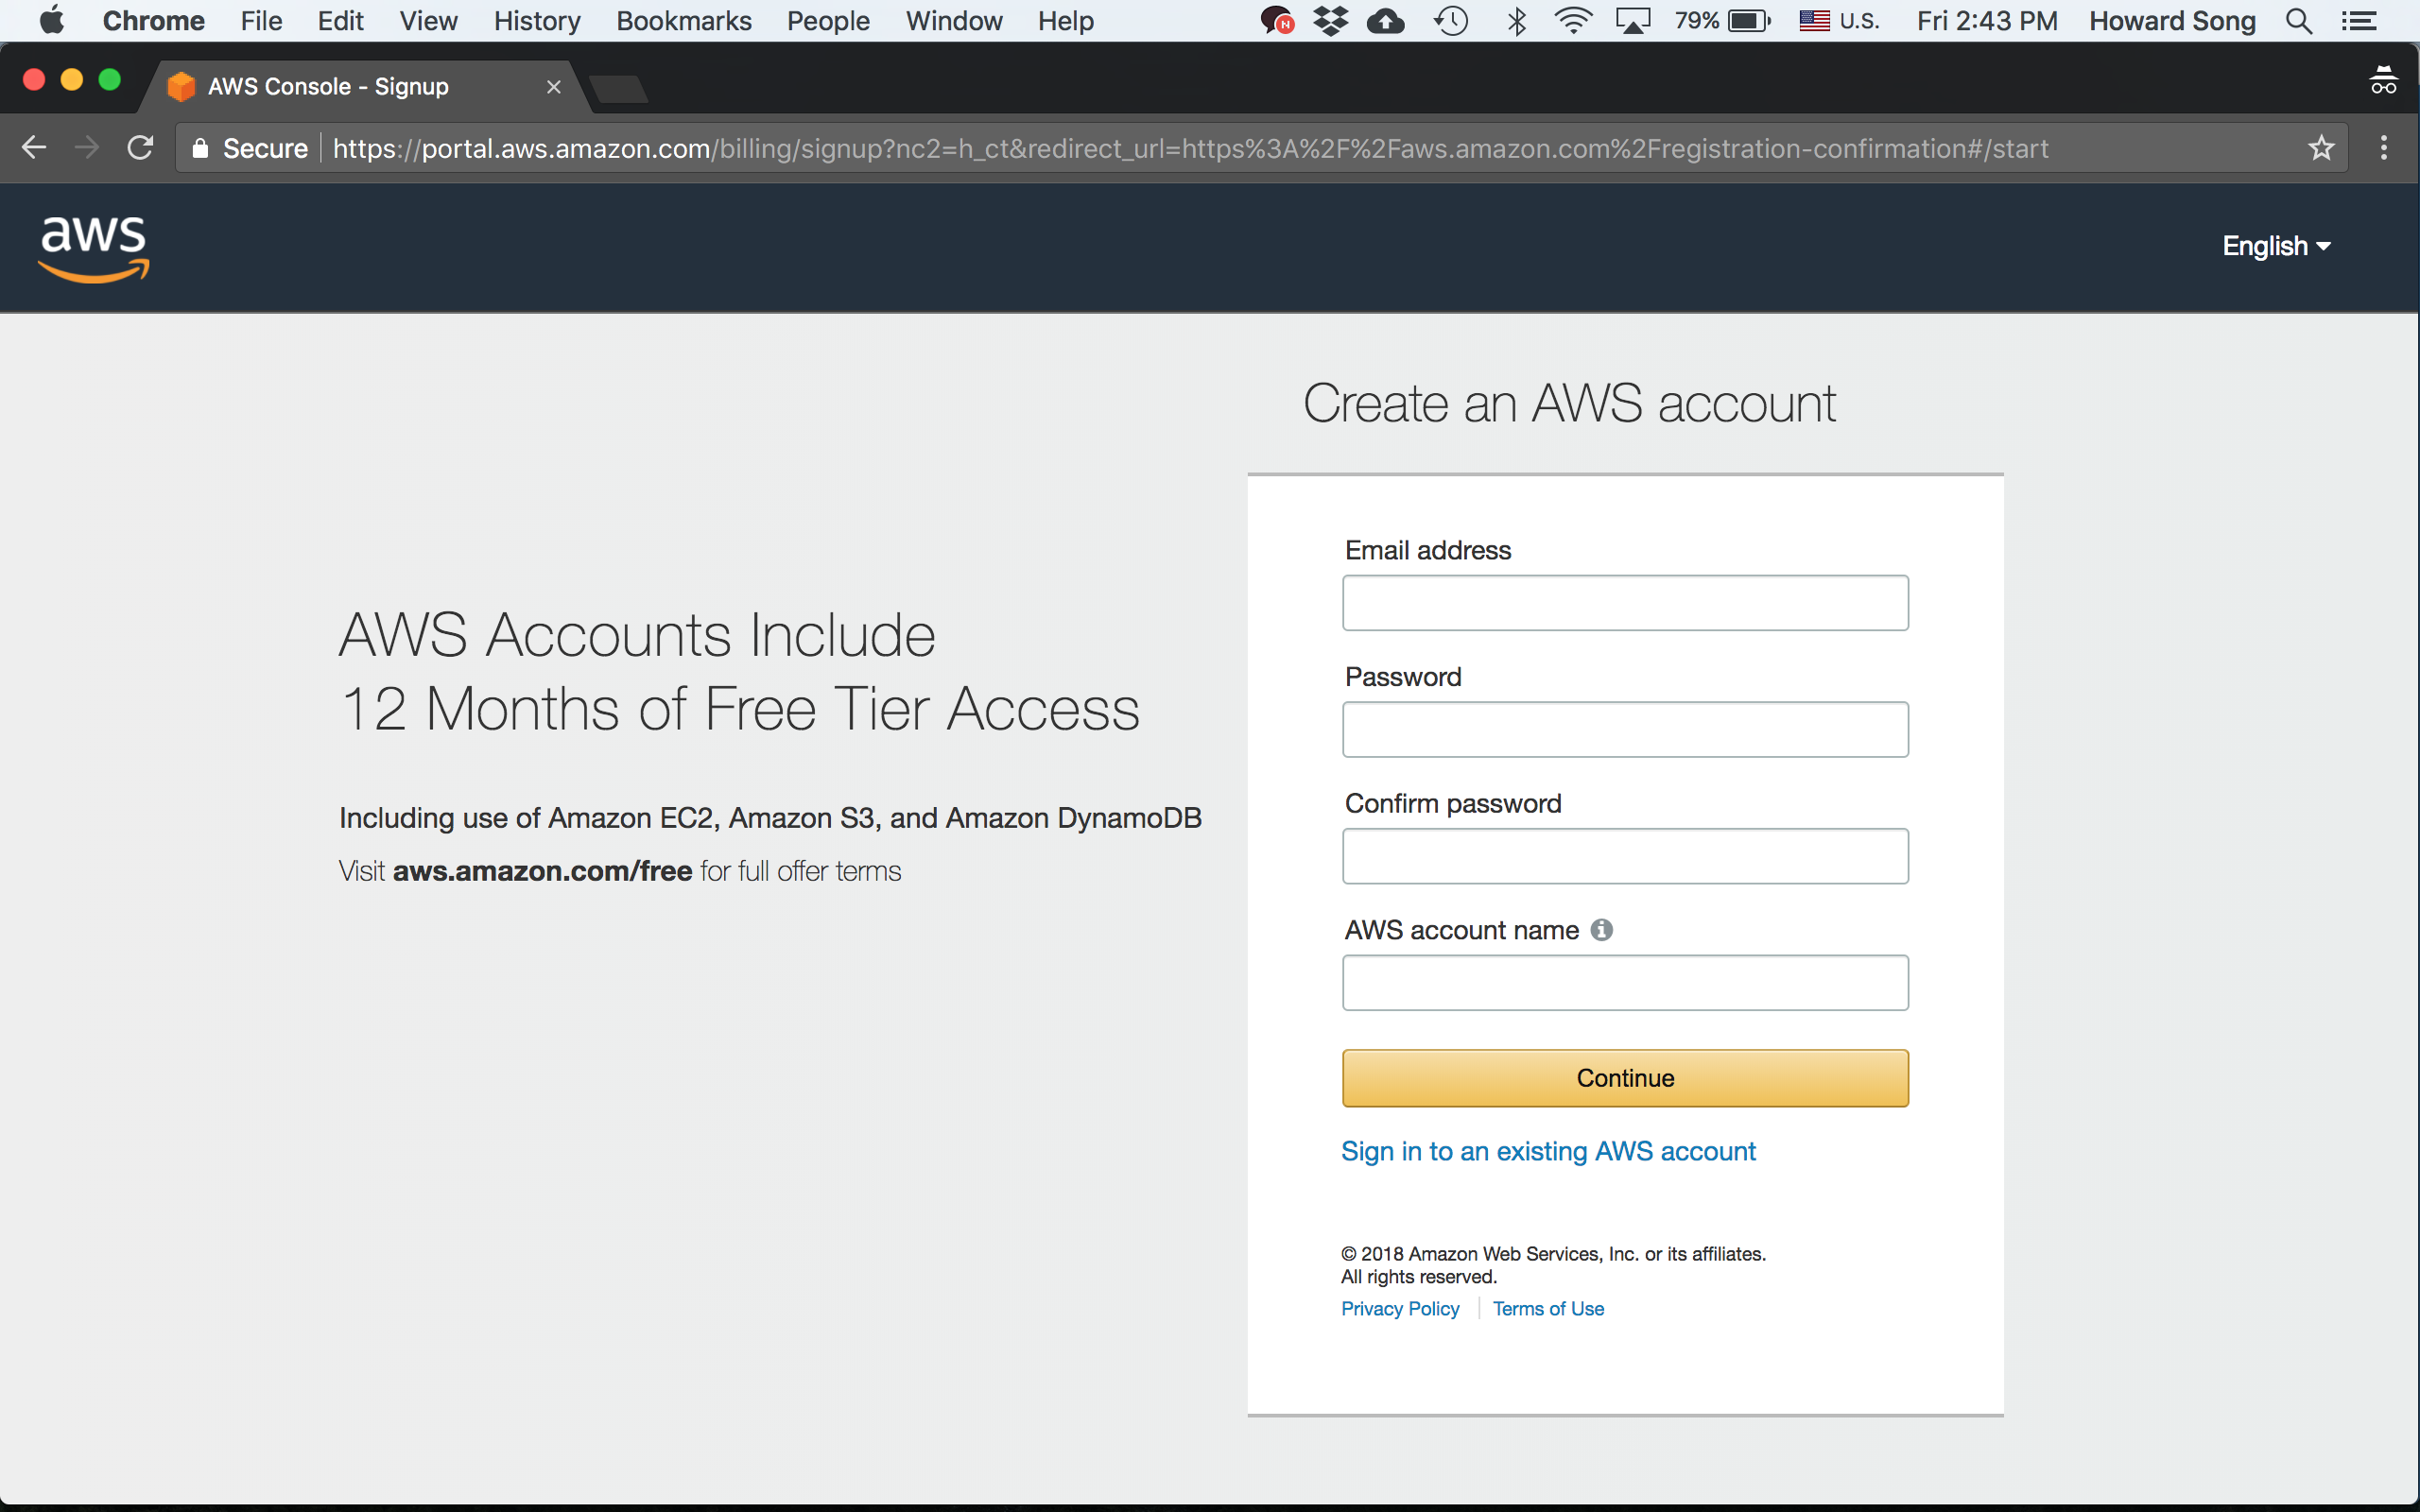 Chrome File Edit View History Bookmarks People Window Help N 79% U.S. Fri 2:43 PM Howard Song
AWS Console - Signup
Secure https://portal.aws.amazon.com/billing/signup?nc2=h_ct&redirect_url=https%3A%2F%2Faws.amazon.com%2Fregistration-confirmation#/start
aws
English
Create an AWS account
Email address
AWS Accounts Include
12 Months of Free Tier Access
Password
Including use of Amazon EC2, Amazon S3, and Amazon DynamoDB
Visit aws.amazon.com/free for full offer terms
Confirm password
AWS account name
Continue
Sign in to an existing AWS account
© 2018 Amazon Web Services, Inc. or its affiliates.
All rights reserved.
Privacy Policy Terms of Use